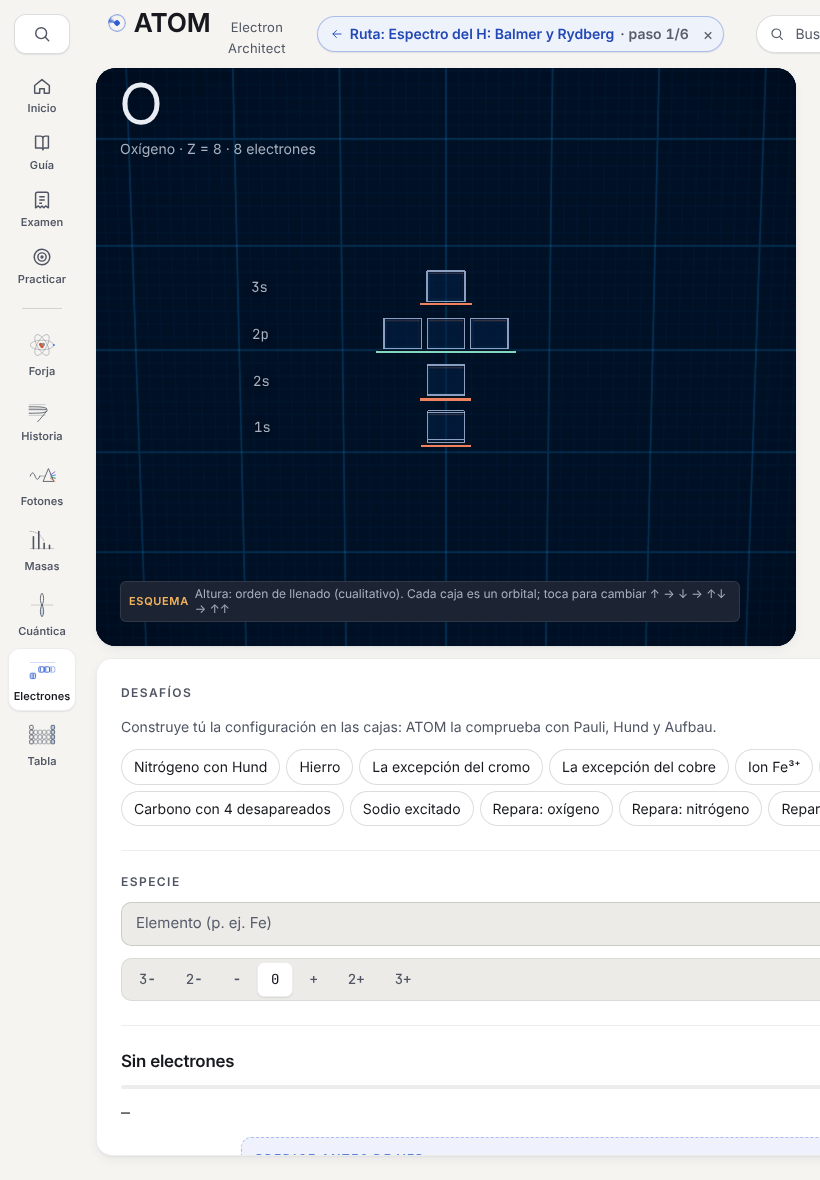 ATOM
Electron
Architect
← Ruta: Espectro del H: Balmer y Rydberg · paso 1/6 ×
Bus
Inicio
Guía
Examen
Practicar
Forja
Historia
Fotones
Masas
Cuántica
Electrones
Tabla
O
Oxígeno · Z = 8 · 8 electrones
3s
2p
2s
1s
ESQUEMA Altura: orden de llenado (cualitativo). Cada caja es un orbital; toca para cambiar ↑ → ↓ → ↑↓
→ ↑↑
DESAFÍOS
Construye tú la configuración en las cajas: ATOM la comprueba con Pauli, Hund y Aufbau.
Nitrógeno con Hund Hierro La excepción del cromo La excepción del cobre Ion Fe³⁺
Carbono con 4 desapareados Sodio excitado Repara: oxígeno Repara: nitrógeno Repar
ESPECIE
Elemento (p. ej. Fe)
3- 2- - 0 + 2+ 3+
Sin electrones
—